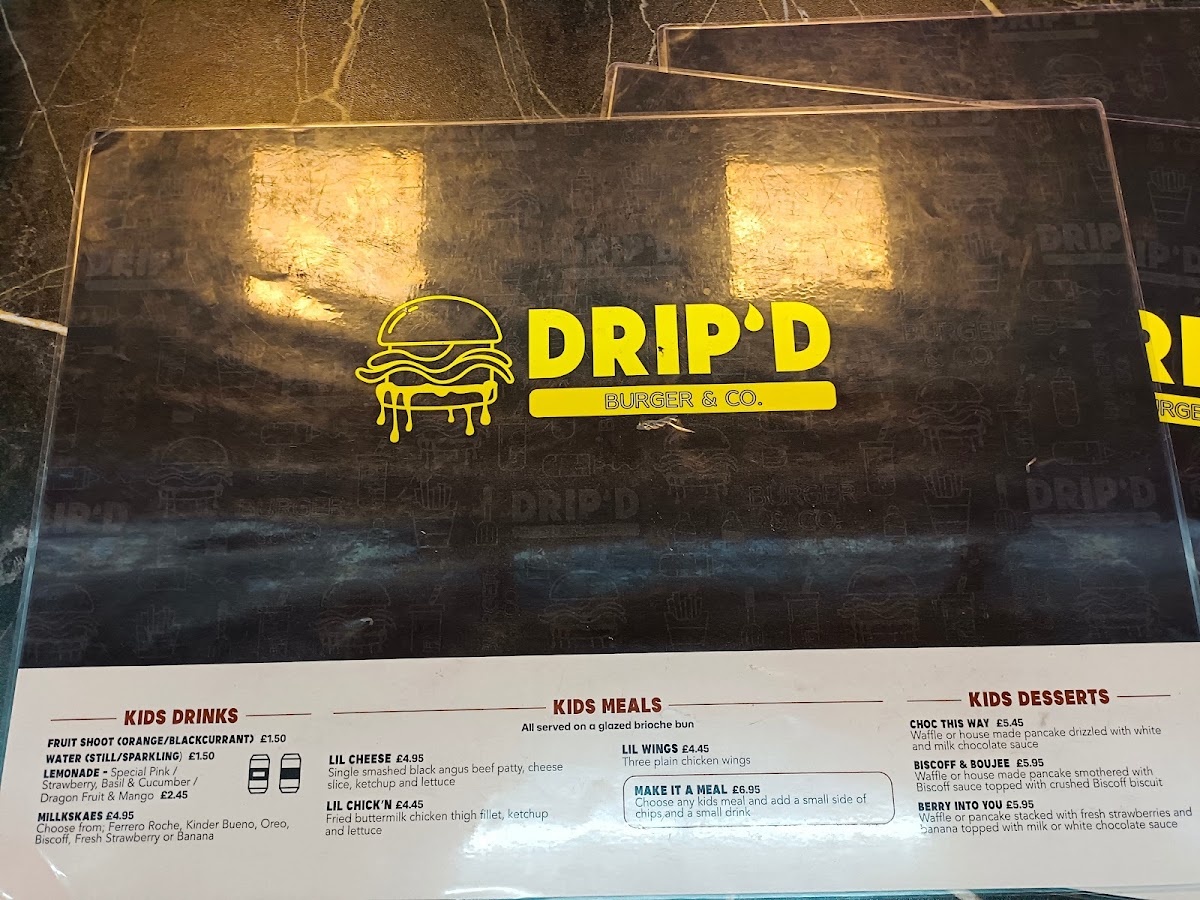 DRIP'D
BURGER & CO.
KIDS DRINKS
FRUIT SHOOT (ORANGE/BLACKCURRANT) £1.50
WATER (STILL/SPARKLING) £1.50
LEMONADE - Special Pink /
Strawberry, Basil & Cucumber /
Dragon Fruit & Mango £2.45
MILLKSKAES £4.95
Choose from; Ferrero Roche, Kinder Bueno, Oreo,
Biscoff, Fresh Strawberry or Banana
KIDS MEALS
All served on a glazed brioche bun
LIL CHEESE £4.95
Single smashed black angus beef patty, cheese
slice, ketchup and lettuce
LIL CHICK'N £4.45
Fried buttermilk chicken thigh fillet, ketchup
and lettuce
LIL WINGS £4.45
Three plain chicken wings
MAKE IT A MEAL £6.95
Choose any kids meal and add a small side of
chips and a small drink
KIDS DESSERTS
CHOC THIS WAY £5.45
Waffle or house made pancake drizzled with white
and milk chocolate sauce
BISCOFF & BOUJEE £5.95
Waffle or house made pancake smothered with
Biscoff sauce topped with crushed Biscoff biscuit
BERRY INTO YOU £5.95
Waffle or pancake stacked with fresh strawberries and
banana topped with milk or white chocolate sauce